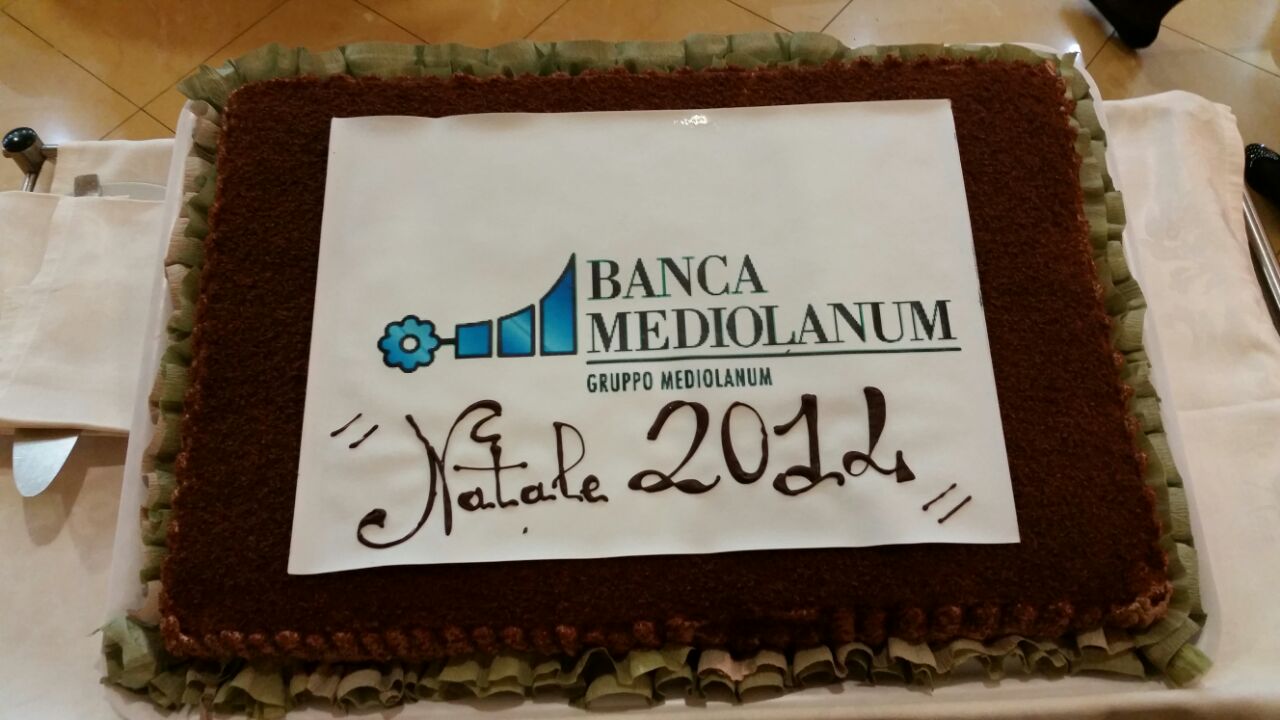 BANCA
MEDIOLANUM
GRUPPO MEDIOLANUM
"Natale 2014"